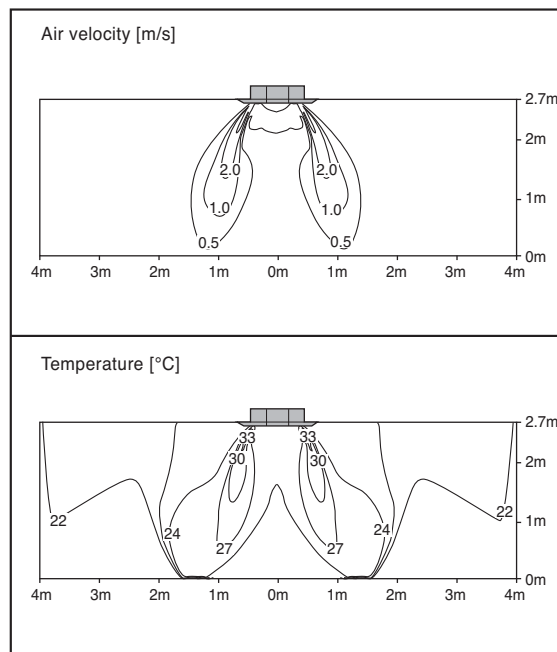 Air velocity [m/s]
2.7m
2m
2.0 2.0
1m
1.0 1.0
0.5 0.5
0m
4m 3m 2m 1m 0m 1m 2m 3m 4m
Temperature [°C]
2.7m
33 33
30 30
2m
22 22
24 24
1m
27 27
0m
4m 3m 2m 1m 0m 1m 2m 3m 4m